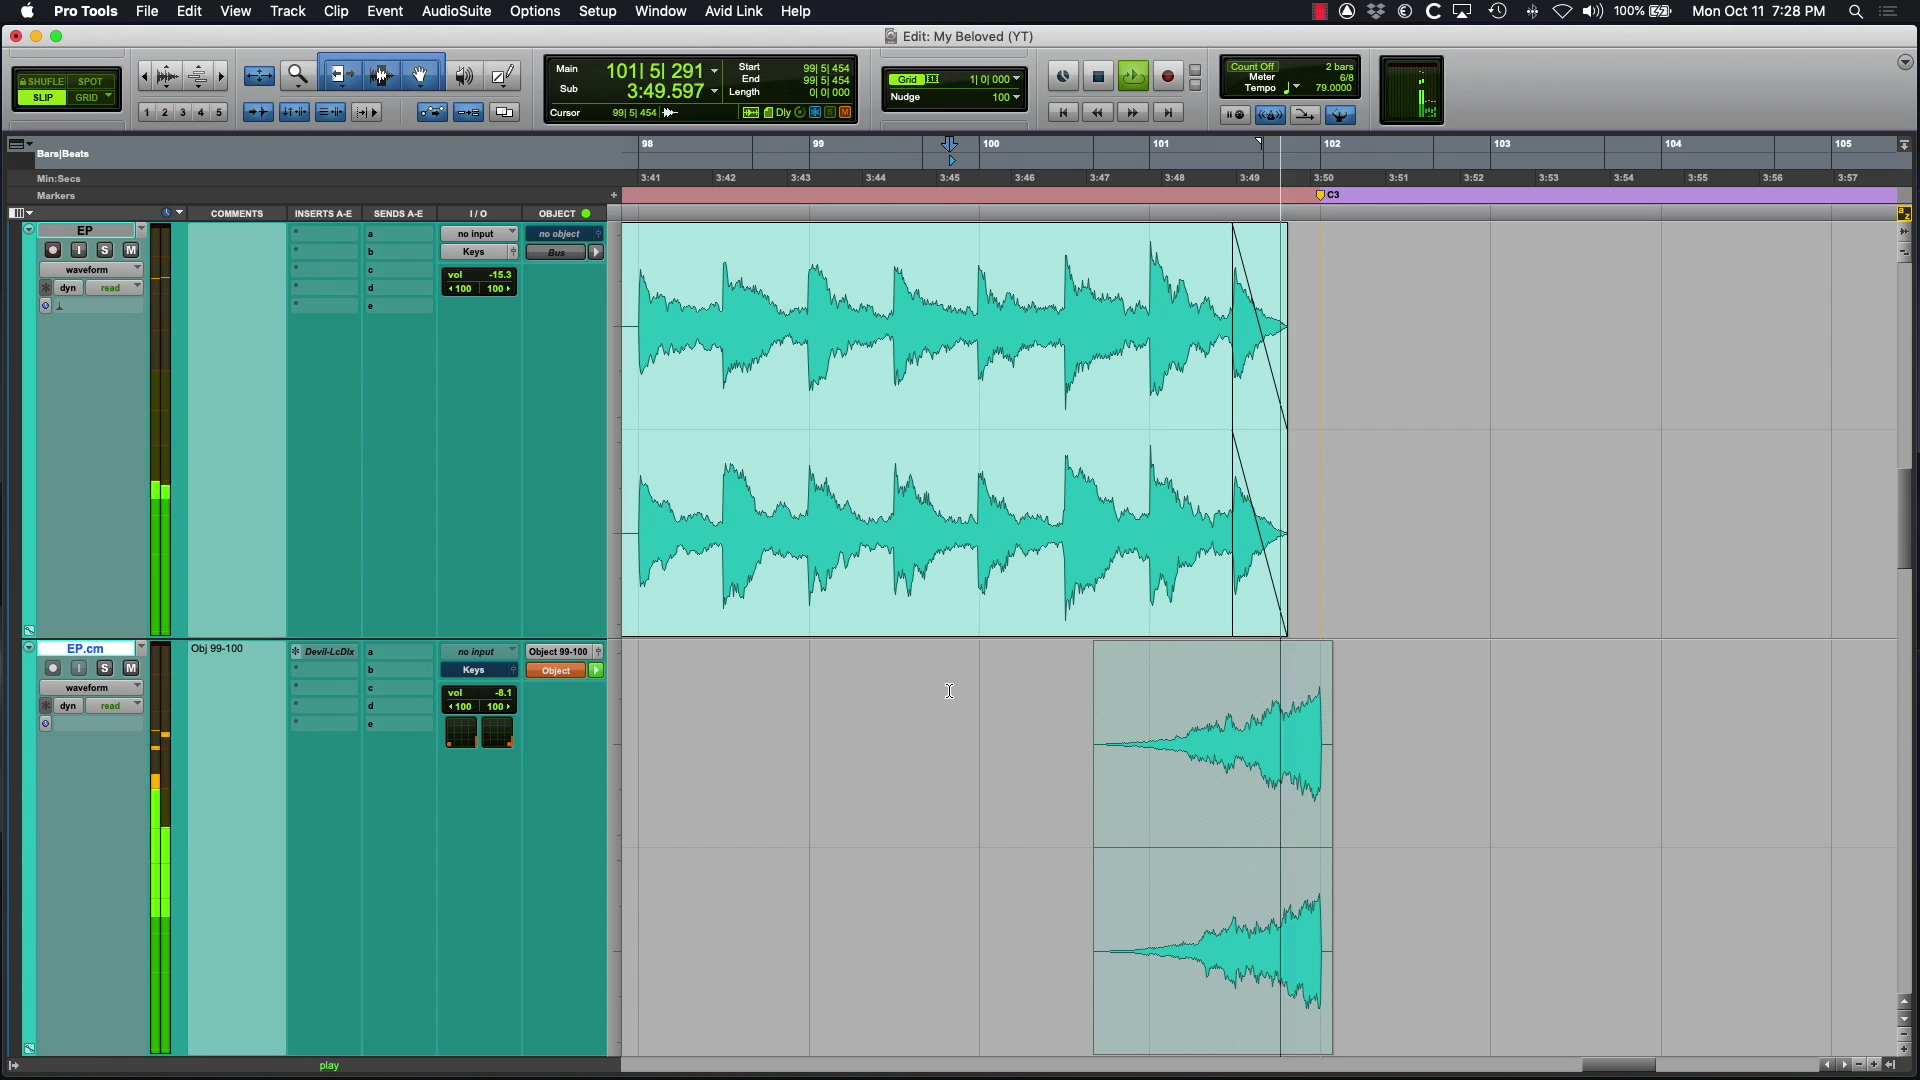 Pro Tools File Edit View Track Clip Event AudioSuite Options Setup Window Avid Link Help 100% Mon Oct 11 7:28 PM
Edit: My Beloved (YT)
SHUFLE SPOT
SLIP GRID
1 2 3 4 5
Main 101| 5| 291
Sub 3:49.597
Start 99| 5| 454
End 99| 5| 454
Length 0| 0| 000
Cursor 99| 5| 454 Dly S M
Grid 1| 0| 000
Nudge 100
Count Off 2 bars
Meter 6/8
Tempo 79.0000
Bars|Beats 98 99 100 101 102 103 104 105
Min:Secs 3:41 3:42 3:43 3:44 3:45 3:46 3:47 3:48 3:49 3:50 3:51 3:52 3:53 3:54 3:55 3:56 3:57
Markers + C3
COMMENTS INSERTS A-E SENDS A-E I / O OBJECT
a z
EP
I S M
waveform
dyn read
a
b
c
d
e
no input
Keys
vol -15.3
100 100
no object
Bus
EP.cm
I S M
waveform
dyn read
Obj 99-100
Devil-LcDlx
a
b
c
d
e
no input
Keys
vol -8.1
100 100
Object 99-100
Object
play